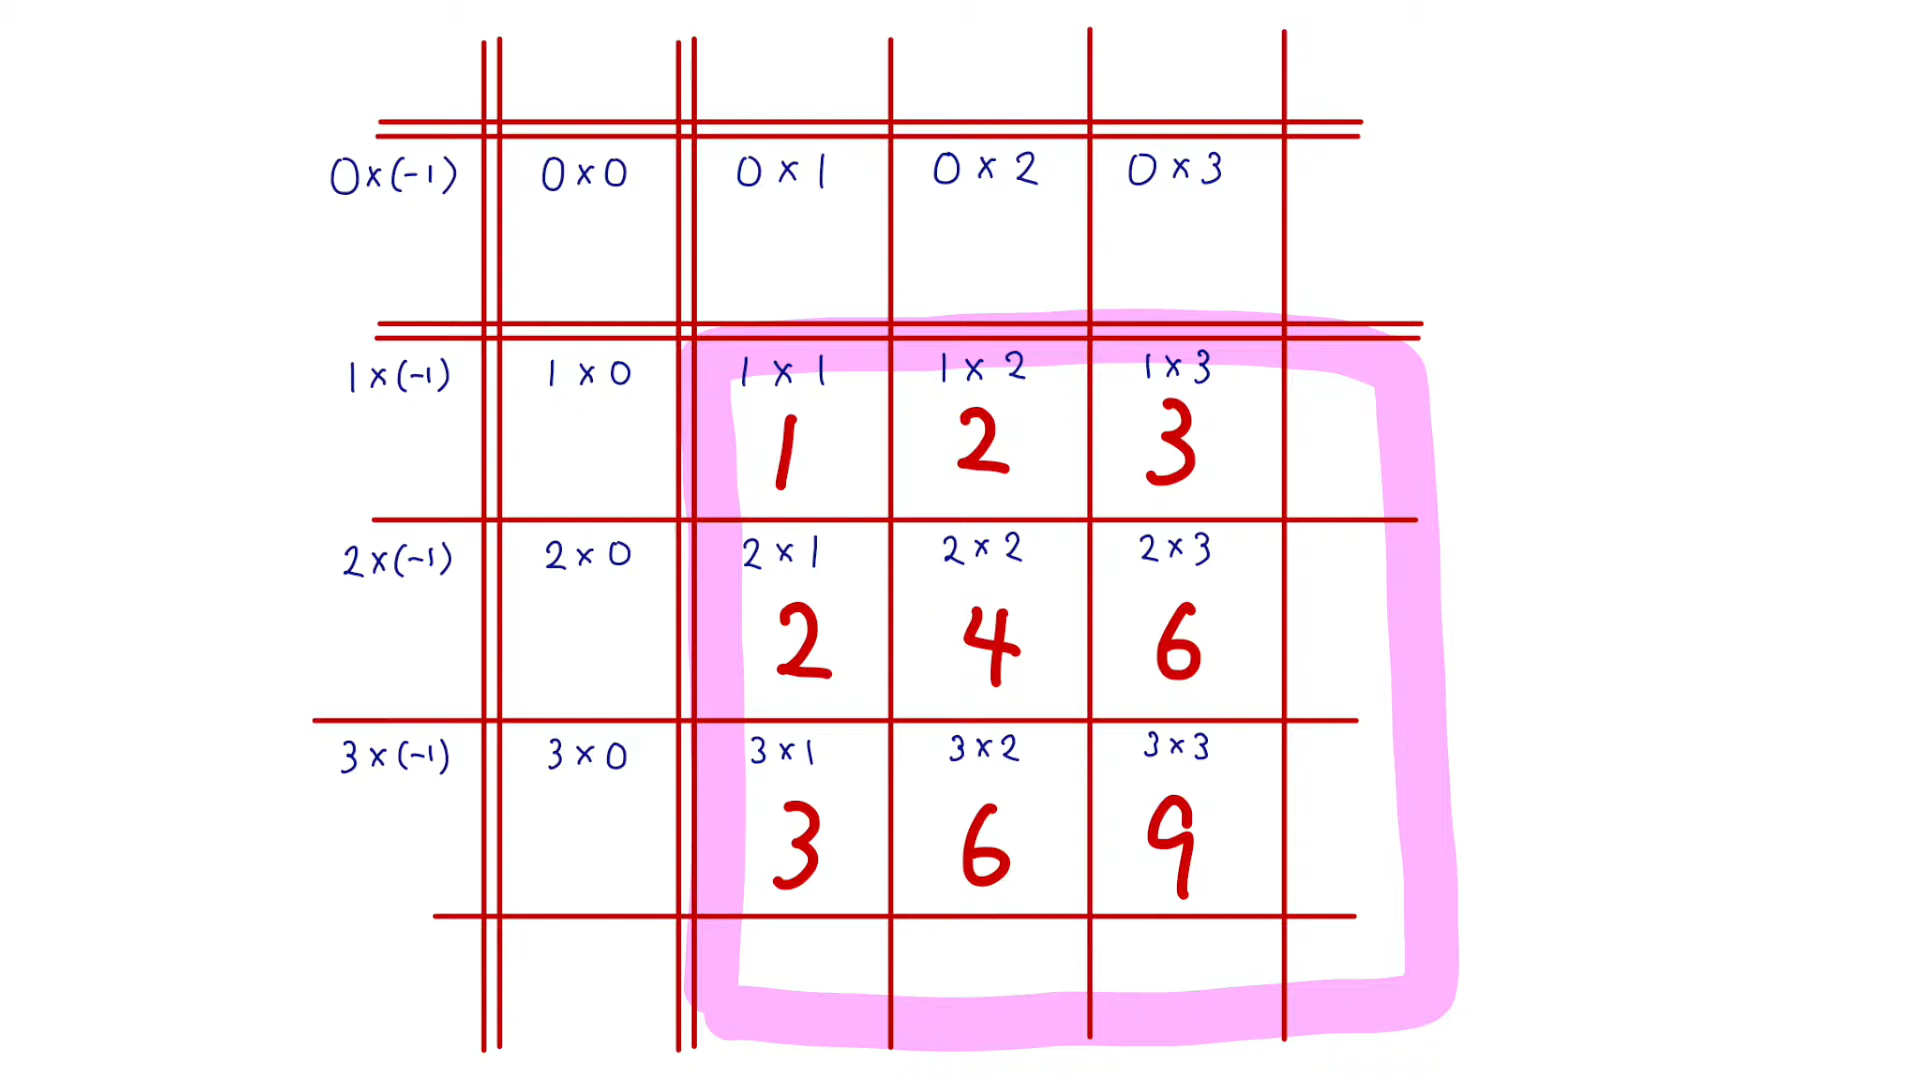 0×(-1) 0×0 0×1 0×2 0×3
1×(-1) 1×0 1×1 1×2 1×3
1 2 3
2×(-1) 2×0 2×1 2×2 2×3
2 4 6
3×(-1) 3×0 3×1 3×2 3×3
3 6 9